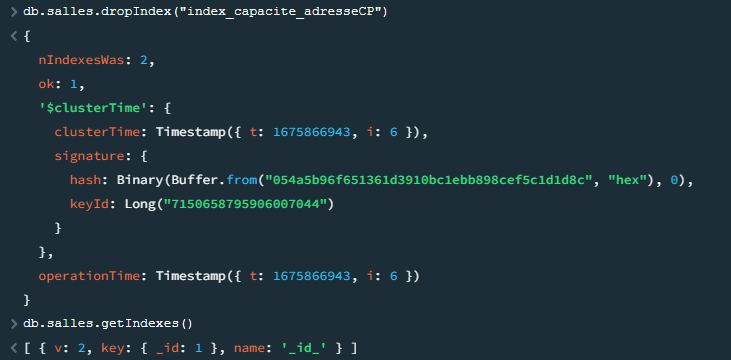 > db.salles.dropIndex("index_capacite_adresseCP")
< {
nIndexesWas: 2,
ok: 1,
'$clusterTime': {
clusterTime: Timestamp({ t: 1675866943, i: 6 }),
signature: {
hash: Binary(Buffer.from("054a5b96f651361d3910bc1ebb898cef5c1d1d8c", "hex"), 0),
keyId: Long("7150658795906007044")
}
},
operationTime: Timestamp({ t: 1675866943, i: 6 })
}
> db.salles.getIndexes()
< [ { v: 2, key: { _id: 1 }, name: '_id_' } ]